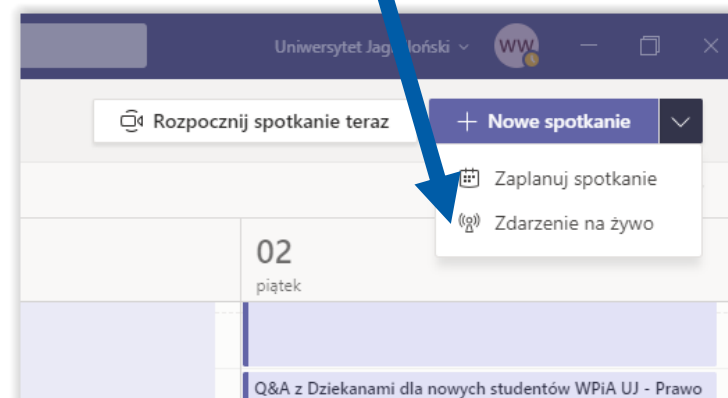 Uniwersytet WW
Rozpocznij spotkanie teraz
Nowe spotkanie
Zaplanuj spotkanie
Zdarzenie na żywo
02
piątek
Q&A z Dziekanami dla nowych studentów WPiA UJ - Prawo